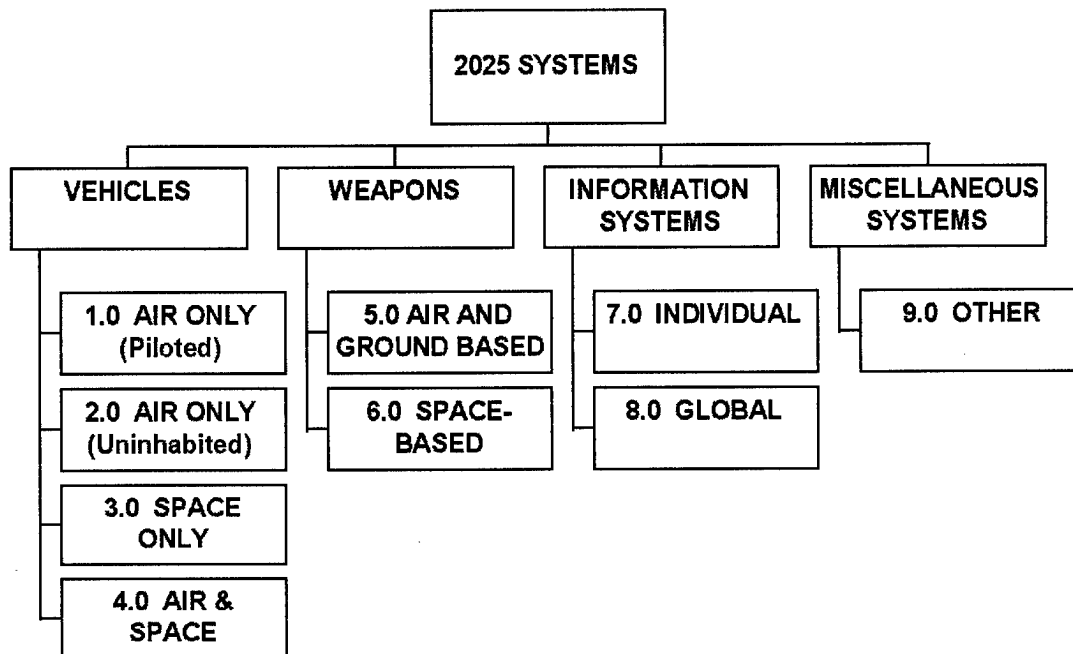 2025 SYSTEMS
VEHICLES
WEAPONS
INFORMATION
SYSTEMS
MISCELLANEOUS
SYSTEMS
1.0 AIR ONLY
(Piloted)
2.0 AIR ONLY
(Uninhabited)
3.0 SPACE
ONLY
4.0 AIR &
SPACE
5.0 AIR AND
GROUND BASED
6.0 SPACE-
BASED
7.0 INDIVIDUAL
8.0 GLOBAL
9.0 OTHER